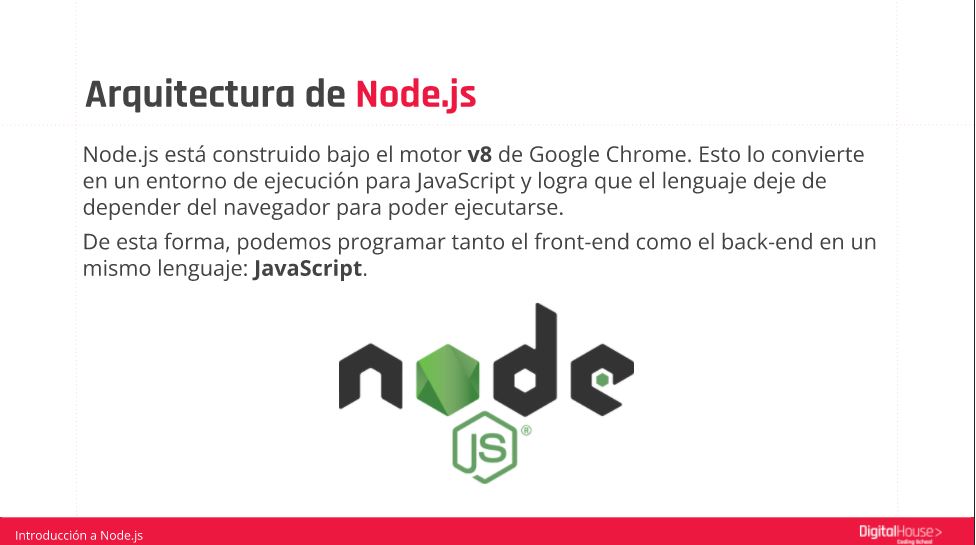 Arquitectura de Node.js
Node.js está construido bajo el motor v8 de Google Chrome. Esto lo convierte
en un entorno de ejecución para JavaScript y logra que el lenguaje deje de
depender del navegador para poder ejecutarse.
De esta forma, podemos programar tanto el front-end como el back-end en un
mismo lenguaje: JavaScript.
node
JS®
Introducción a Node.js
DigitalHouse>
Coding School